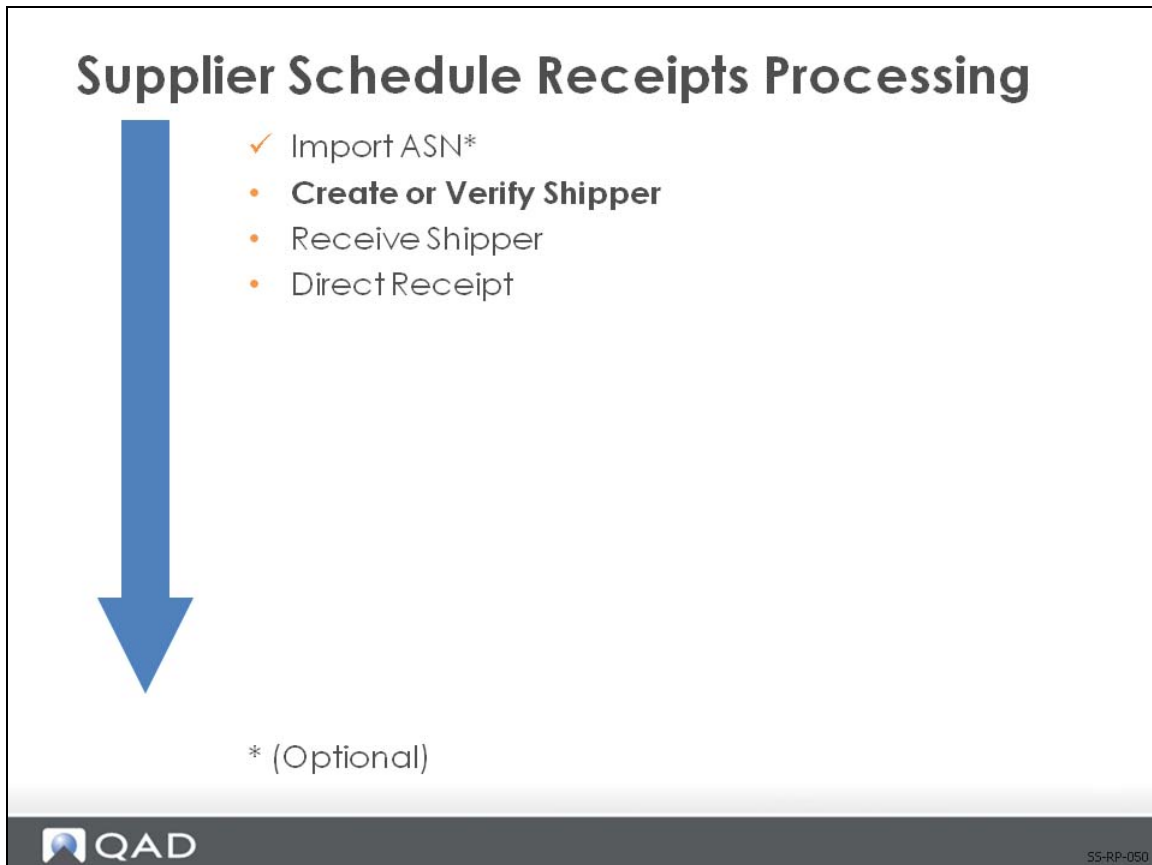 Supplier Schedule Receipts Processing
✓ Import ASN*
• Create or Verify Shipper
• Receive Shipper
• Direct Receipt
* (Optional)
QAD
SS-RP-050